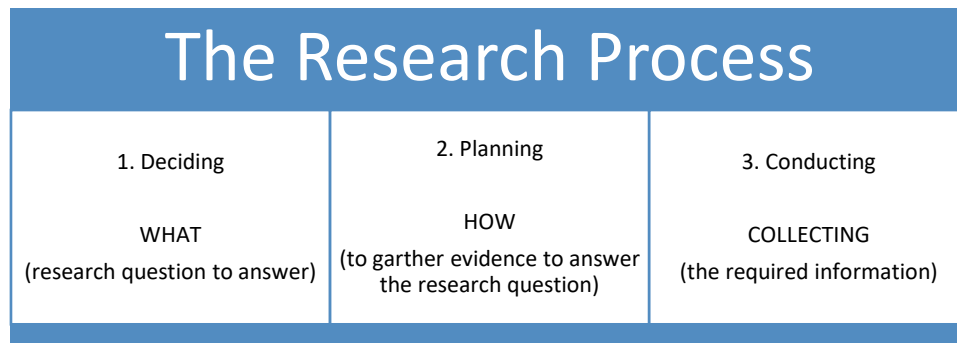 The Research Process
1. Deciding
WHAT
(research question to answer)
2. Planning
HOW
(to garther evidence to answer
the research question)
3. Conducting
COLLECTING
(the required information)